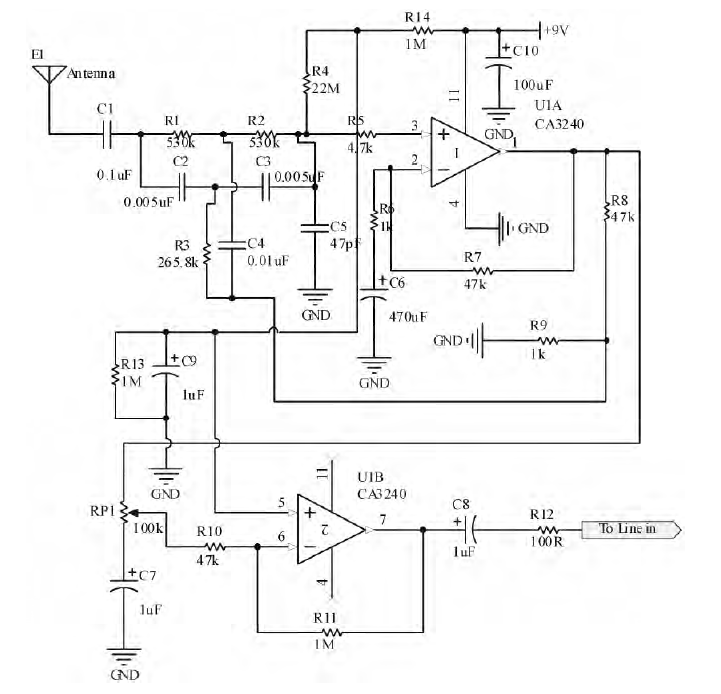 R14
1M
+9V
E1
Antenna
C10
100uF
R4
22M
C1
0.1uF
R1
530k
R2
530k
R5
4.7k
3
11
U1A
CA3240
GND
1
1
2
4
C2
0.005uF
C3
0.005uF
R6
1k
R8
47k
GND
R3
265.8k
C4
0.01uF
C5
47pF
GND
R7
47k
C6
470uF
GND
R9
1k
GND
R13
1M
C9
1uF
GND
RP1
100k
U1B
CA3240
11
5
6
2
7
4
R10
47k
C8
1uF
R12
100R
To Line in
C7
1uF
R11
1M
GND